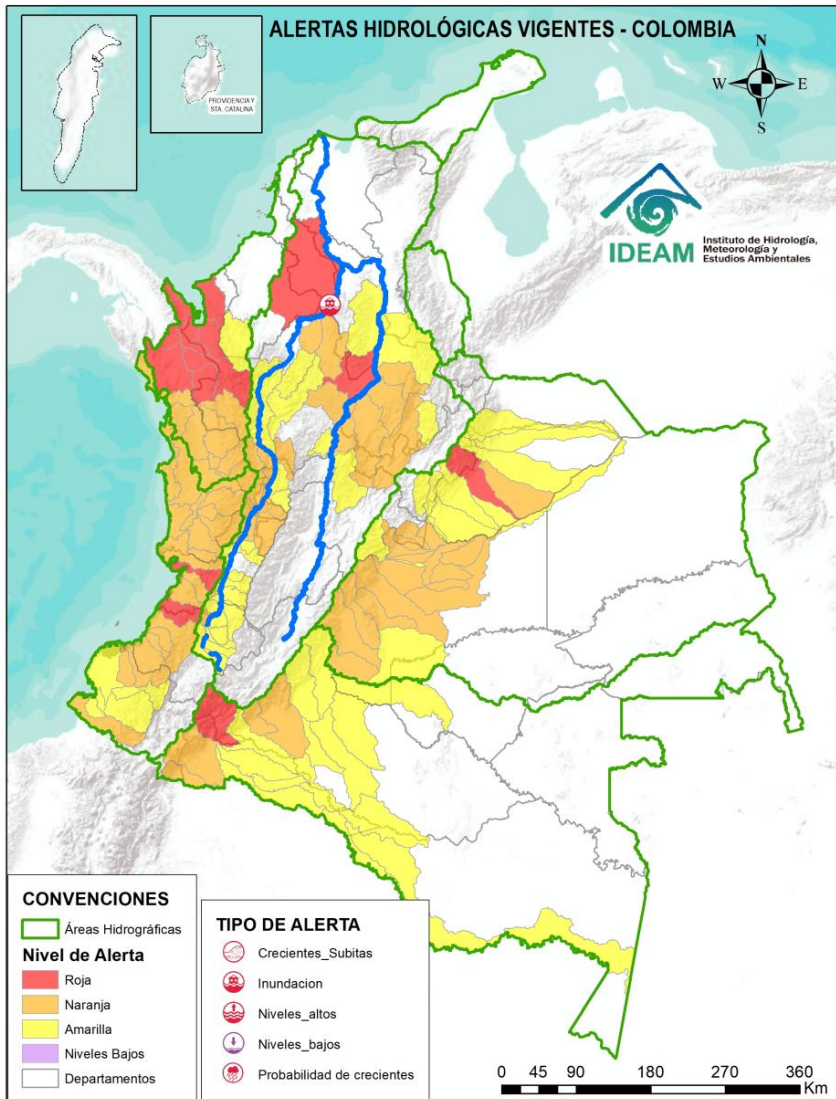 ALERTAS HIDROLÓGICAS VIGENTES - COLOMBIA
PROVIDENCIA Y
STA. CATALINA
N
W
E
S
IDEAM
Instituto de Hidrología,
Meteorología y
Estudios Ambientales
CONVENCIONES
Áreas Hidrográficas
Nivel de Alerta
Roja
Naranja
Amarilla
Niveles Bajos
Departamentos
TIPO DE ALERTA
Crecientes_Subitas
Inundacion
Niveles_altos
Niveles_bajos
Probabilidad de crecientes
0 45 90 180 270 360
Km